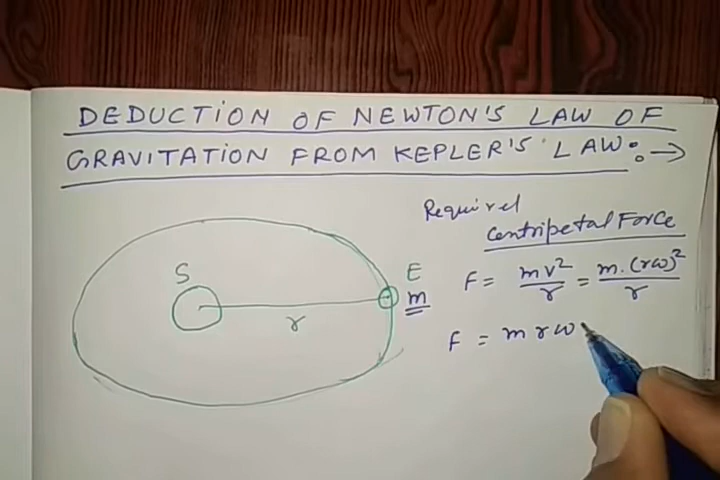 DEDUCTION OF NEWTON'S LAW OF
GRAVITATION FROM KEPLER'S LAW:→
Required
Centripetal Force
S
E
m
r
F = mv²/r = m.(rω)²/r
F = mrω